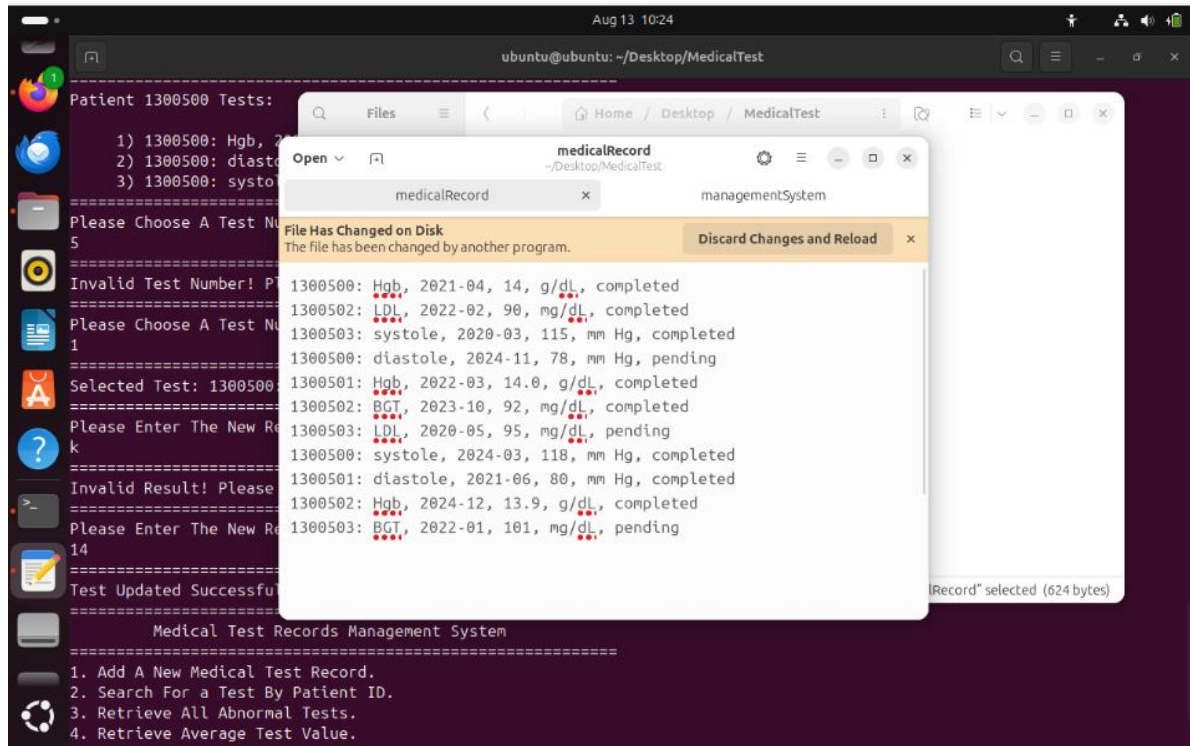 Aug 13 10:24
ubuntu@ubuntu: ~/Desktop/MedicalTest
============================================================
Patient 1300500 Tests:
1) 1300500: Hgb,
2) 1300500:
3) 1300500:
============================
Please Choose A Test
5
============================
Invalid Test Number!
============================
Please Choose A Test
1
============================
Selected Test: 1300500:
============================
Please Enter The New
k
============================
Invalid Result! Please
============================
Please Enter The New
14
============================
Test Updated
============================
Medical Test Records Management System
============================================================
1. Add A New Medical Test Record.
2. Search For a Test By Patient ID.
3. Retrieve All Abnormal Tests.
4. Retrieve Average Test Value.
Files
Home / Desktop / MedicalTest
selected (624 bytes)
Open
medicalRecord
~/Desktop/MedicalTest
medicalRecord
managementSystem
File Has Changed on Disk
The file has been changed by another program.
Discard Changes and Reload
1300500: Hgb, 2021-04, 14, g/dL, completed
1300502: LDL, 2022-02, 90, mg/dL, completed
1300503: systole, 2020-03, 115, mm Hg, completed
1300500: diastole, 2024-11, 78, mm Hg, pending
1300501: Hgb, 2022-03, 14.0, g/dL, completed
1300502: BGT, 2023-10, 92, mg/dL, completed
1300503: LDL, 2020-05, 95, mg/dL, pending
1300500: systole, 2024-03, 118, mm Hg, completed
1300501: diastole, 2021-06, 80, mm Hg, completed
1300502: Hgb, 2024-12, 13.9, g/dL, completed
1300503: BGT, 2022-01, 101, mg/dL, pending